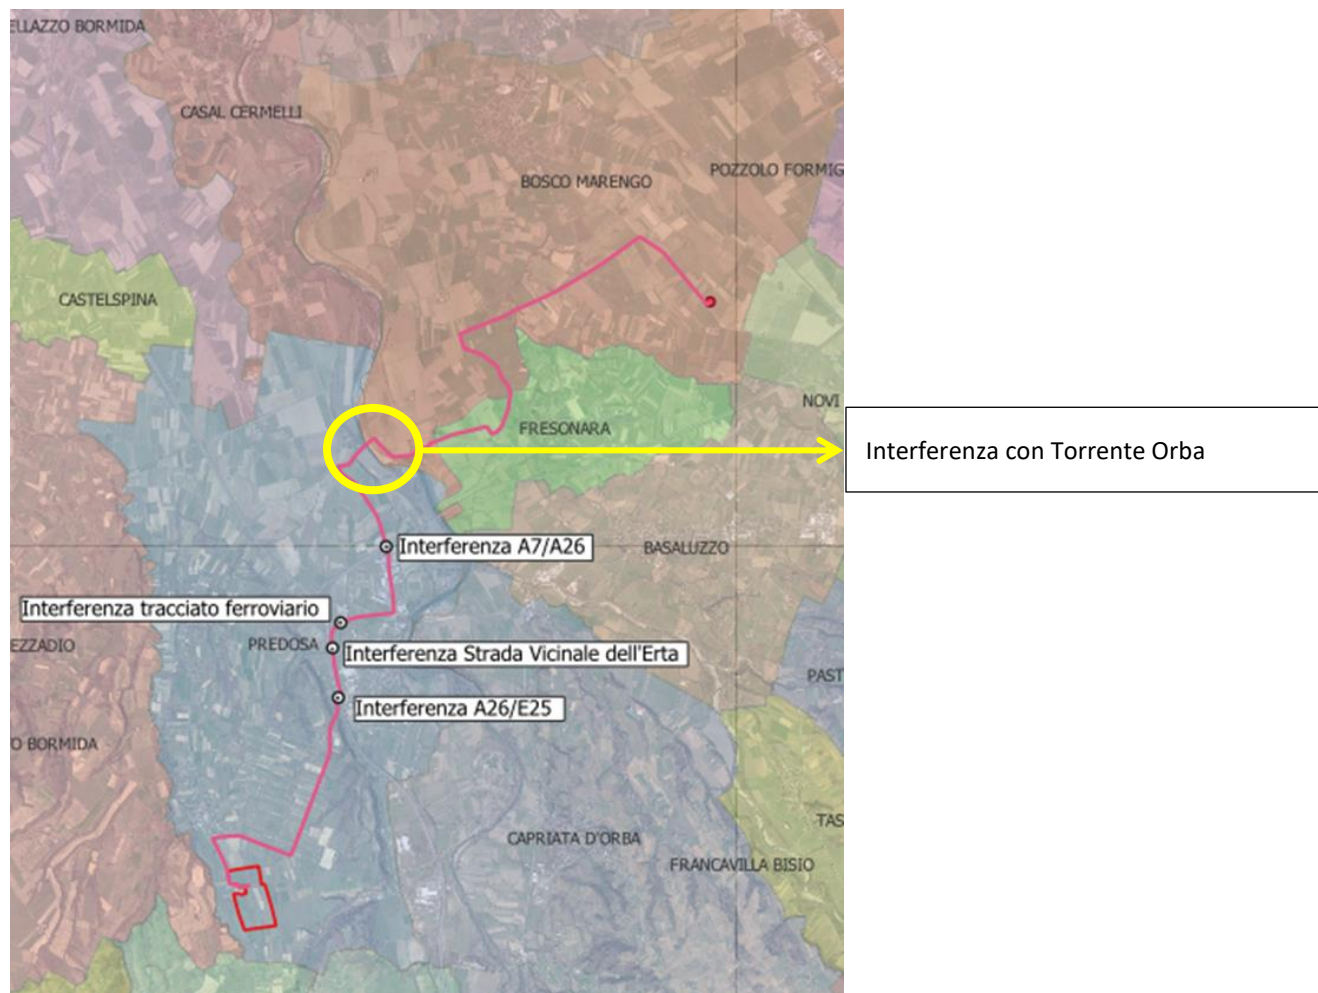 ELLAZZO BORMIDA
CASAL CERMELLI
POZZOLO FORMIG
BOSCO MARENGO
CASTELSPINA
NOVI
FRESONARA
Interferenza con Torrente Orba
Interferenza A7/A26
BASALUZZO
Interferenza tracciato ferroviario
EZZADIO
PREDOSA
Interferenza Strada Vicinale dell'Erta
PAST
Interferenza A26/E25
O BORMIDA
TAS
CAPRIATA D'ORBA
FRANCAVILLA BISIO